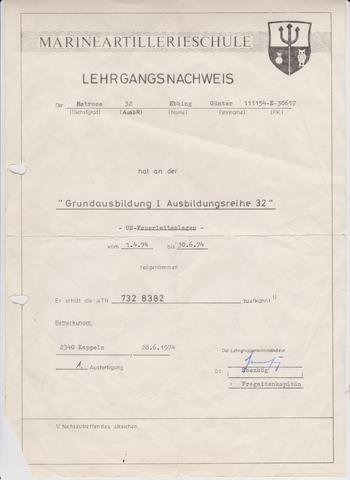 MARINEARTILLERIESCHULE
LEHRGANGSNACHWEIS
Der Matrose 32 Ebbing Günter 111154-E-30617
(Dienstgrad) (AusbR) (Name) (Vorname) (PK)
hat an der
"Grundausbildung I Ausbildungsreihe 32"
- UE-Feuerleitanlagen -
vom 1.4.74 bis 30.6.74
teilgenommen
Er erhält die ATN 732 8382 zuerkannt 1)
Bemerkungen:
2340 Kappeln 28.6.1974
Der Lehrgruppenkommandeur
1. Ausfertigung
Ebenhög
Fregattenkapitän
1) Nichtzutreffendes streichen.